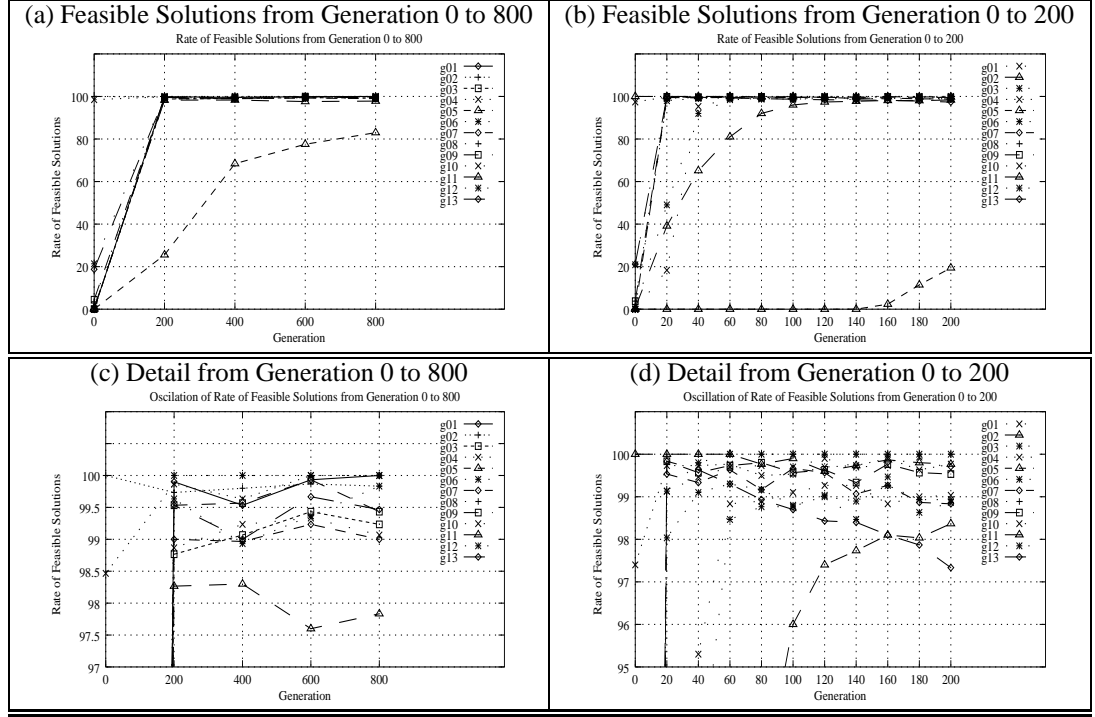 (a) Feasible Solutions from Generation 0 to 800
Rate of Feasible Solutions from Generation 0 to 800
Rate of Feasible Solutions
100
80
60
40
20
0
0 200 400 600 800
Generation
g01
g02
g03
g04
g05
g06
g07
g08
g09
g10
g11
g12
g13
(b) Feasible Solutions from Generation 0 to 200
Rate of Feasible Solutions from Generation 0 to 200
Rate of Feasible Solutions
100
80
60
40
20
0
0 20 40 60 80 100 120 140 160 180 200
Generation
g01
g02
g03
g04
g05
g06
g07
g08
g09
g10
g11
g12
g13
(c) Detail from Generation 0 to 800
Oscilation of Rate of Feasible Solutions from Generation 0 to 800
Rate of Feasible Solutions
100
99.5
99
98.5
98
97.5
97
0 200 400 600 800
Generation
g01
g02
g03
g04
g05
g06
g07
g08
g09
g10
g11
g12
g13
(d) Detail from Generation 0 to 200
Oscillation of Rate of Feasible Solutions from Generation 0 to 200
Rate of Feasible Solutions
100
99
98
97
96
95
0 20 40 60 80 100 120 140 160 180 200
Generation
g01
g02
g03
g04
g05
g06
g07
g08
g09
g10
g11
g12
g13